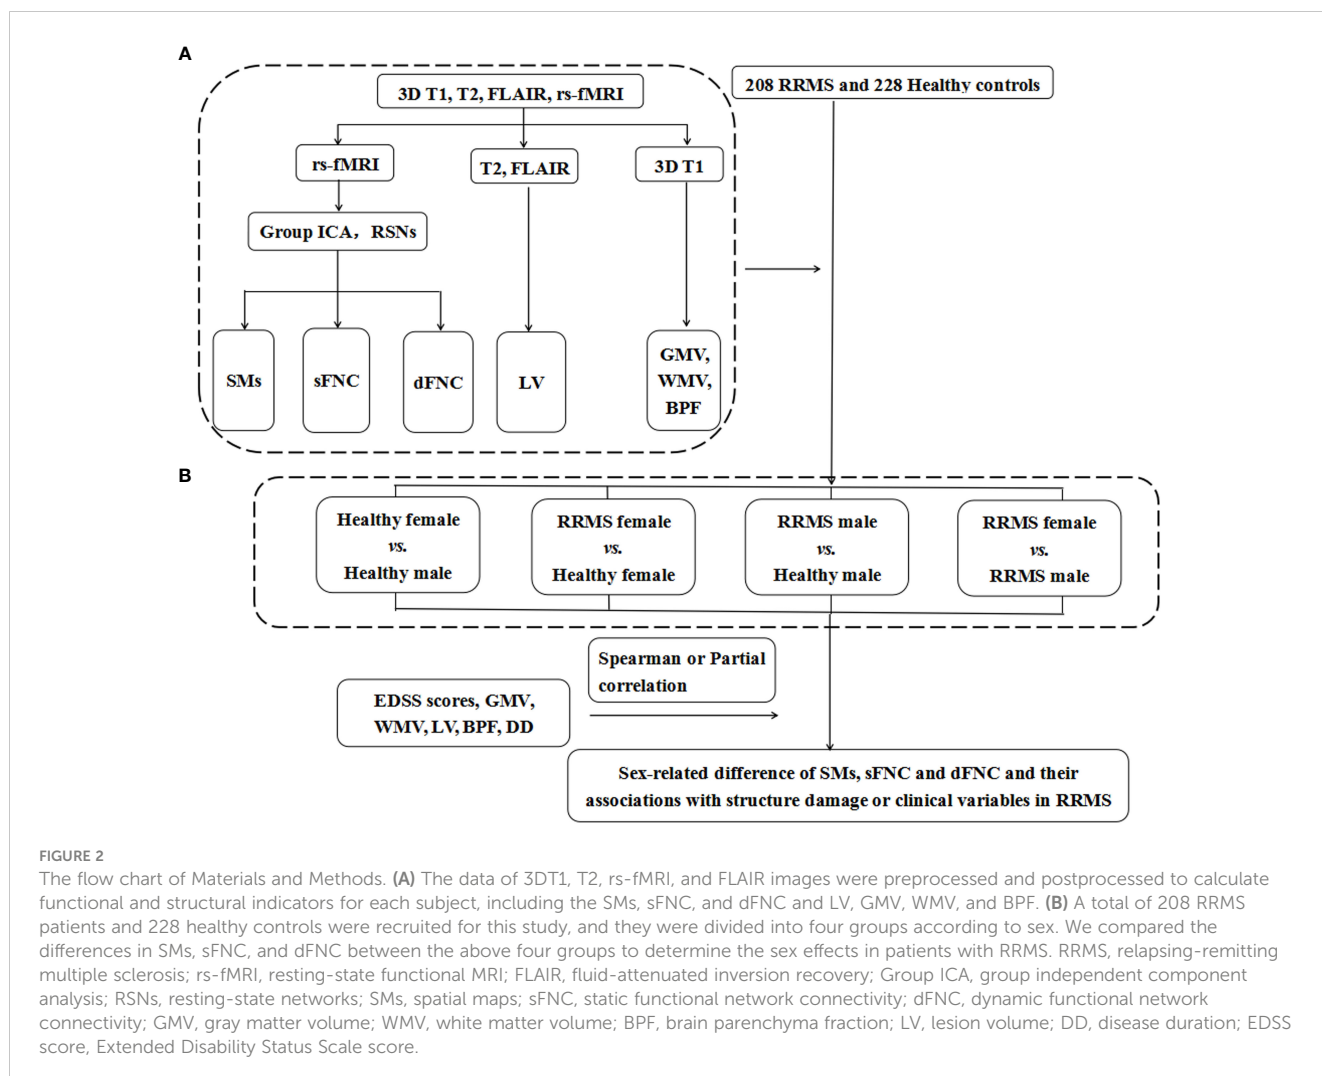 A
3D T1, T2, FLAIR, rs-fMRI
208 RRMS and 228 Healthy controls
rs-fMRI
T2, FLAIR
3D T1
Group ICA，RSNs
SMs
sFNC
dFNC
LV
GMV,
WMV,
BPF
B
Healthy female
vs.
Healthy male
RRMS female
vs.
Healthy female
RRMS male
vs.
Healthy male
RRMS female
vs.
RRMS male
Spearman or Partial
correlation
EDSS scores, GMV,
WMV, LV, BPF, DD
Sex-related difference of SMs, sFNC and dFNC and their
associations with structure damage or clinical variables in RRMS
FIGURE 2
The flow chart of Materials and Methods. (A) The data of 3DT1, T2, rs-fMRI, and FLAIR images were preprocessed and postprocessed to calculate
functional and structural indicators for each subject, including the SMs, sFNC, and dFNC and LV, GMV, WMV, and BPF. (B) A total of 208 RRMS
patients and 228 healthy controls were recruited for this study, and they were divided into four groups according to sex. We compared the
differences in SMs, sFNC, and dFNC between the above four groups to determine the sex effects in patients with RRMS. RRMS, relapsing-remitting
multiple sclerosis; rs-fMRI, resting-state functional MRI; FLAIR, fluid-attenuated inversion recovery; Group ICA, group independent component
analysis; RSNs, resting-state networks; SMs, spatial maps; sFNC, static functional network connectivity; dFNC, dynamic functional network
connectivity; GMV, gray matter volume; WMV, white matter volume; BPF, brain parenchyma fraction; LV, lesion volume; DD, disease duration; EDSS
score, Extended Disability Status Scale score.